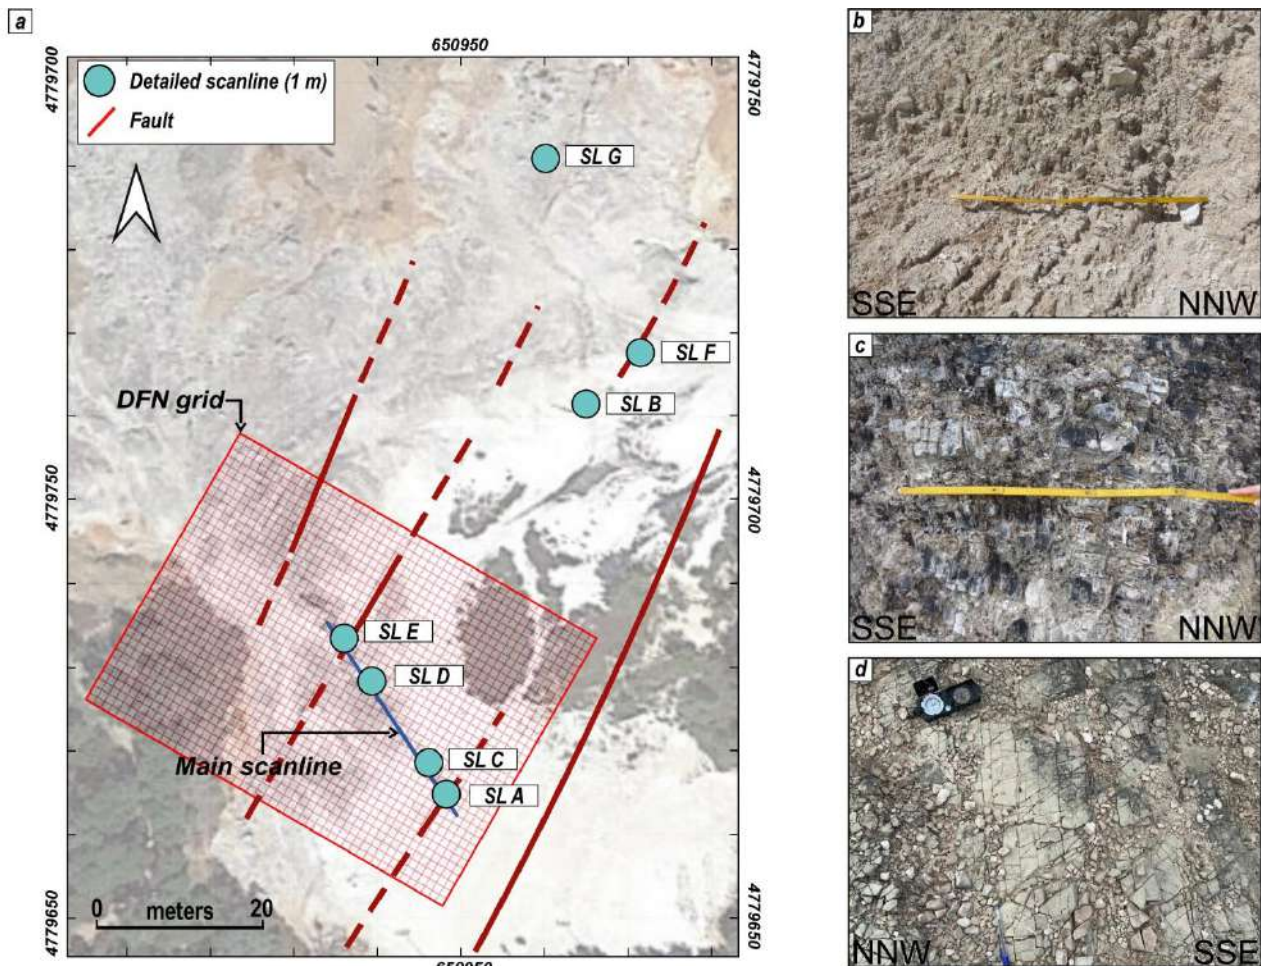 a
650950
4779700
4779750
Detailed scanline (1 m)
Fault
SL G
SL F
SL B
DFN grid
4779750
4779700
SL E
SL D
Main scanline
SL C
SL A
0 meters 20
4779650
4779650
650950
b
SSE NNW
c
SSE NNW
d
NNW SSE